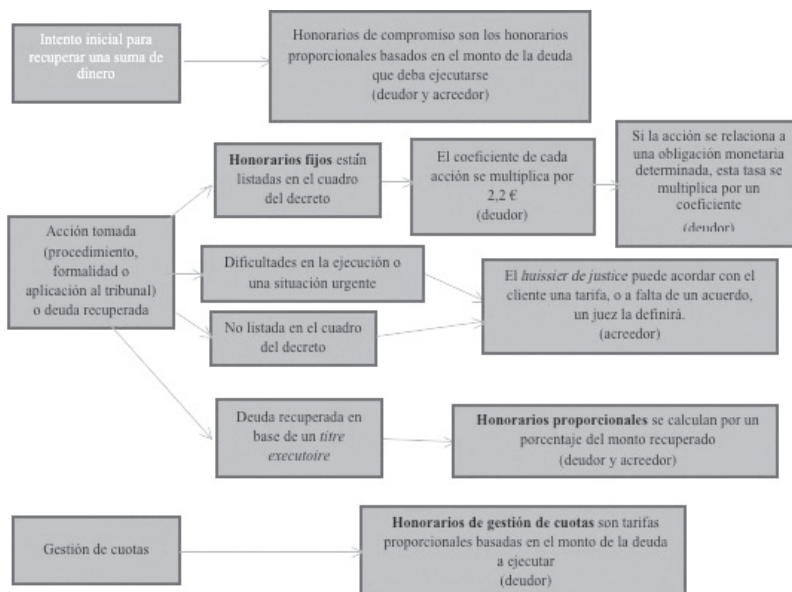 Intento inicial para
recuperar una suma de
dinero
Honorarios de compromiso son los honorarios
proporcionales basados en el monto de la deuda
que deba ejecutarse
(deudor y acreedor)
Honorarios fijos están
listadas en el cuadro
del decreto
El coeficiente de cada
acción se multiplica por
2,2 €
(deudor)
Si la acción se relaciona a
una obligación monetaria
determinada, esta tasa se
multiplica por un
coeficiente
(deudor)
Acción tomada
(procedimiento,
formalidad o
aplicación al tribunal)
o deuda recuperada
Dificultades en la ejecución o
una situación urgente
No listada en el cuadro
del decreto
El huissier de justice puede acordar con el
cliente una tarifa, o a falta de un acuerdo,
un juez la definirá.
(acreedor)
Deuda recuperada en
base de un titre
executoire
Honorarios proporcionales se calculan por un
porcentaje del monto recuperado
(deudor y acreedor)
Gestión de cuotas
Honorarios de gestión de cuotas son tarifas
proporcionales basadas en el monto de la deuda
a ejecutar
(deudor)